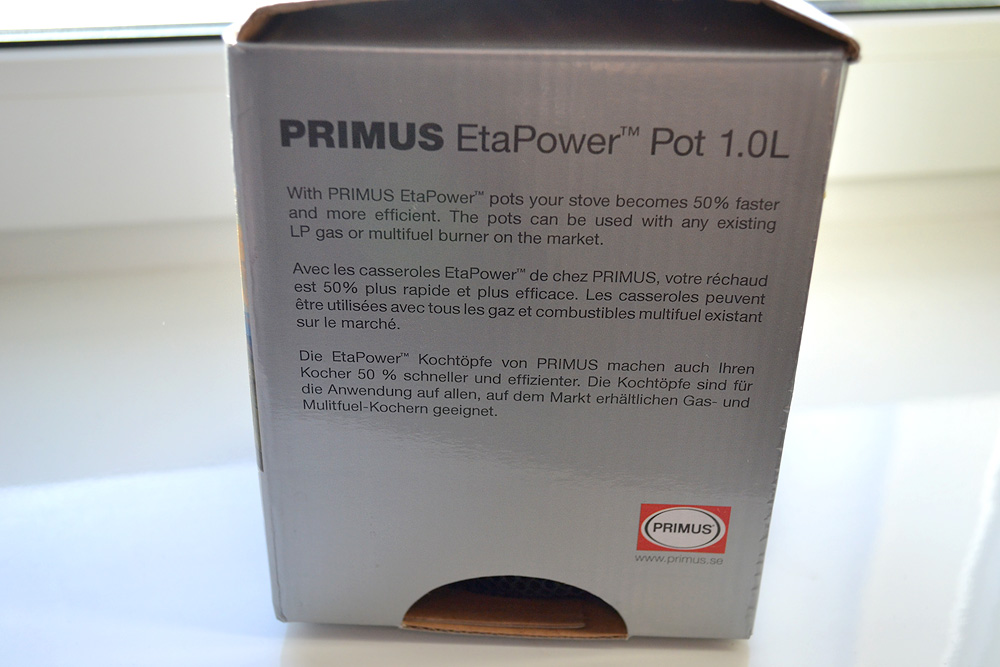 PRIMUS EtaPower™ Pot 1.0L
With PRIMUS EtaPower™ pots your stove becomes 50% faster
and more efficient. The pots can be used with any existing
LP gas or multifuel burner on the market.
Avec les casseroles EtaPower™ de chez PRIMUS, votre réchaud
est 50% plus rapide et plus efficace. Les casseroles peuvent
être utilisées avec tous les gaz et combustibles multifuel existant
sur le marché.
Die EtaPower™ Kochtöpfe von PRIMUS machen auch Ihren
Kocher 50 % schneller und effizienter. Die Kochtöpfe sind für
die Anwendung auf allen, auf dem Markt erhältlichen Gas- und
Mulitfuel-Kochern geeignet.
PRIMUS®
www.primus.se